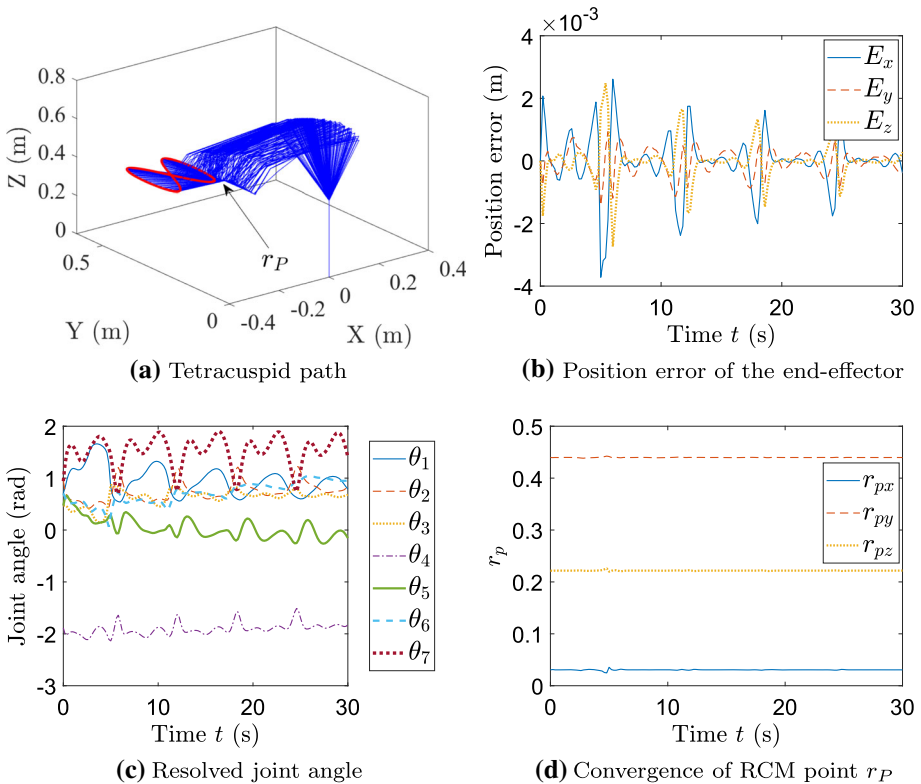 0.8
0.6
0.4
0.2
0
Z (m)
0.5
0
Y (m)
-0.4
-0.2
0
0.2
0.4
X (m)
r_P
(a) Tetracuspid path
×10⁻³
4
2
0
-2
-4
Position error (m)
E_x
E_y
E_z
0 10 20 30
Time t (s)
(b) Position error of the end-effector
2
1
0
-1
-2
-3
Joint angle (rad)
θ_1
θ_2
θ_3
θ_4
θ_5
θ_6
θ_7
0 10 20 30
Time t (s)
(c) Resolved joint angle
0.5
0.4
0.3
0.2
0.1
0
r_p
r_px
r_py
r_pz
0 10 20 30
Time t (s)
(d) Convergence of RCM point r_P